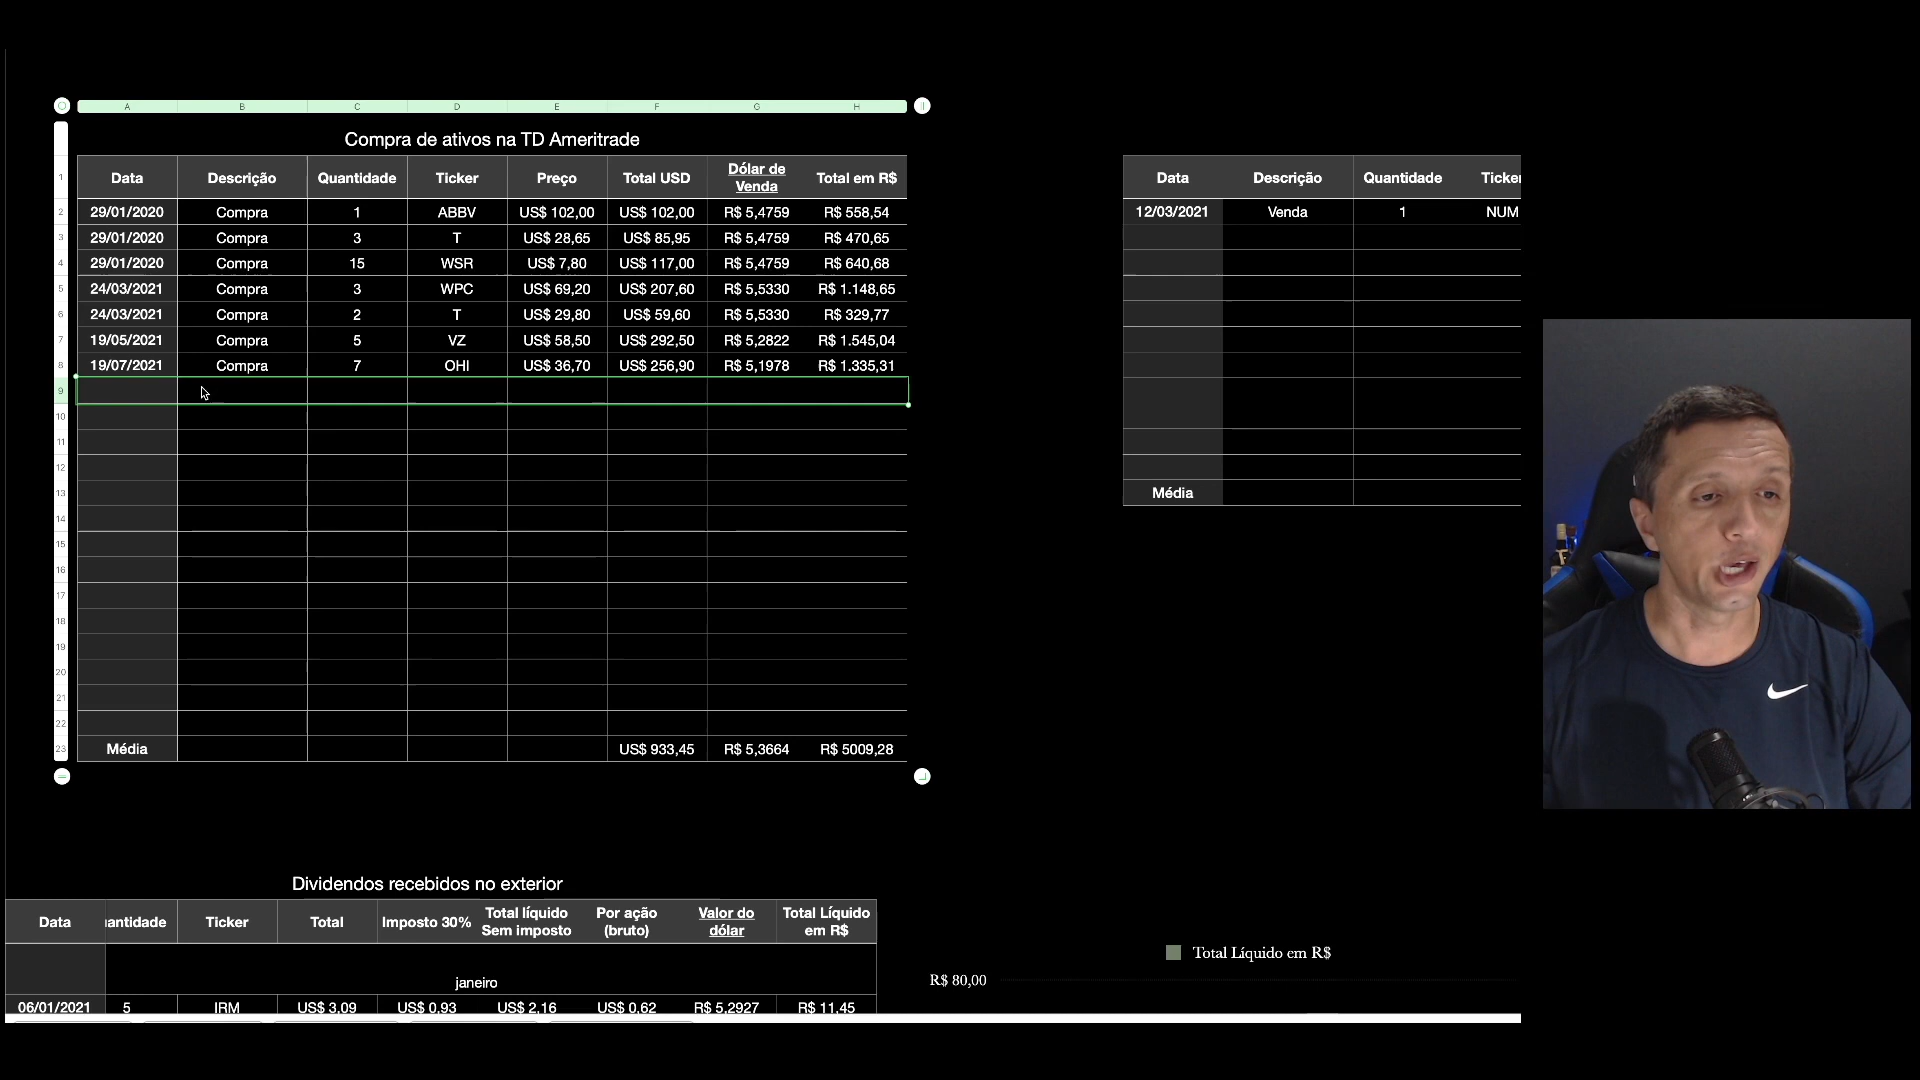 A B C D E F G H
Compra de ativos na TD Ameritrade
1 Data Descrição Quantidade Ticker Preço Total USD Dólar de Venda Total em R$
2 29/01/2020 Compra 1 ABBV US$ 102,00 US$ 102,00 R$ 5,4759 R$ 558,54
3 29/01/2020 Compra 3 T US$ 28,65 US$ 85,95 R$ 5,4759 R$ 470,65
4 29/01/2020 Compra 15 WSR US$ 7,80 US$ 117,00 R$ 5,4759 R$ 640,68
5 24/03/2021 Compra 3 WPC US$ 69,20 US$ 207,60 R$ 5,5330 R$ 1.148,65
6 24/03/2021 Compra 2 T US$ 29,80 US$ 59,60 R$ 5,5330 R$ 329,77
7 19/05/2021 Compra 5 VZ US$ 58,50 US$ 292,50 R$ 5,2822 R$ 1.545,04
8 19/07/2021 Compra 7 OHI US$ 36,70 US$ 256,90 R$ 5,1978 R$ 1.335,31
9
10
11
12
13
14
15
16
17
18
19
20
21
22
23 Média US$ 933,45 R$ 5,3664 R$ 5009,28
Data Descrição Quantidade Ticker
12/03/2021 Venda 1 NUM
Média
Dividendos recebidos no exterior
Data uantidade Ticker Total Imposto 30% Total líquido Sem imposto Por ação (bruto) Valor do dólar Total Líquido em R$
janeiro
06/01/2021 5 IRM US$ 3,09 US$ 0,93 US$ 2,16 US$ 0,62 R$ 5,2927 R$ 11,45
Total Líquido em R$
R$ 80,00